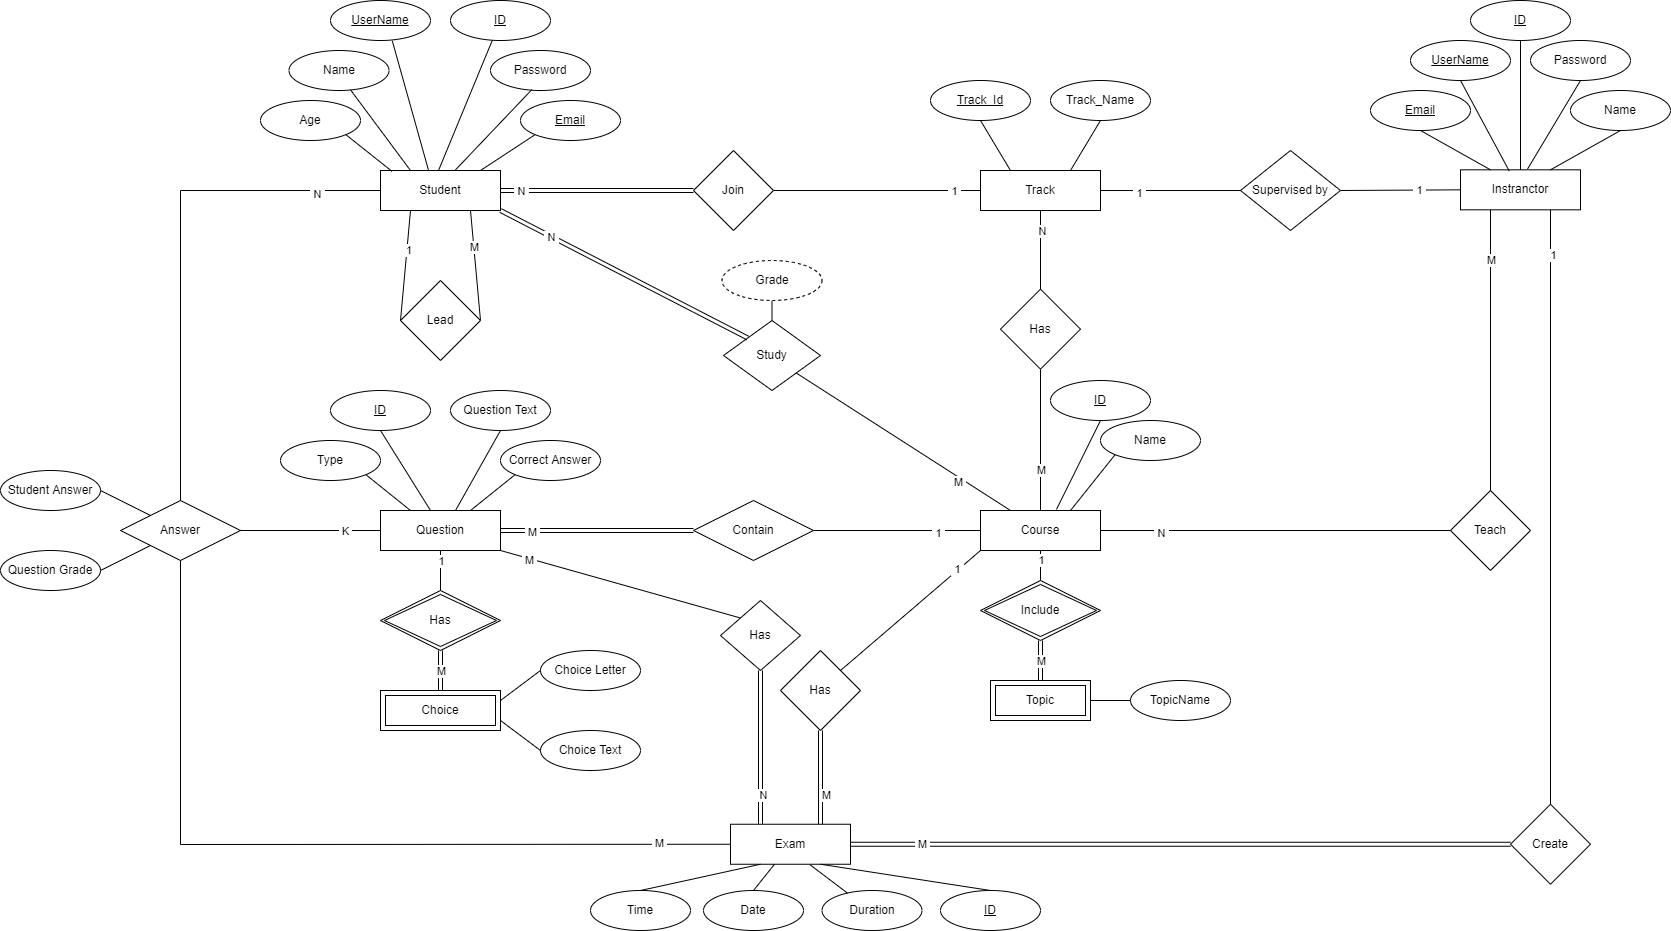 UserName
ID
ID
Name
Password
UserName
Password
Age
Email
Track_Id
Track_Name
Email
Name
Student
N
N
Join
1
Track
1
Supervised by
1
Instranctor
1
M
N
N
M
1
Grade
Lead
Has
Study
ID
Question Text
ID
Type
Correct Answer
Name
M
M
Student Answer
Answer
K
Question
M
Contain
1
Course
N
Teach
Question Grade
1
M
1
1
Has
Has
Include
M
M
Choice Letter
Has
Choice
Topic
TopicName
Choice Text
N
M
M
Exam
M
Create
Time
Date
Duration
ID